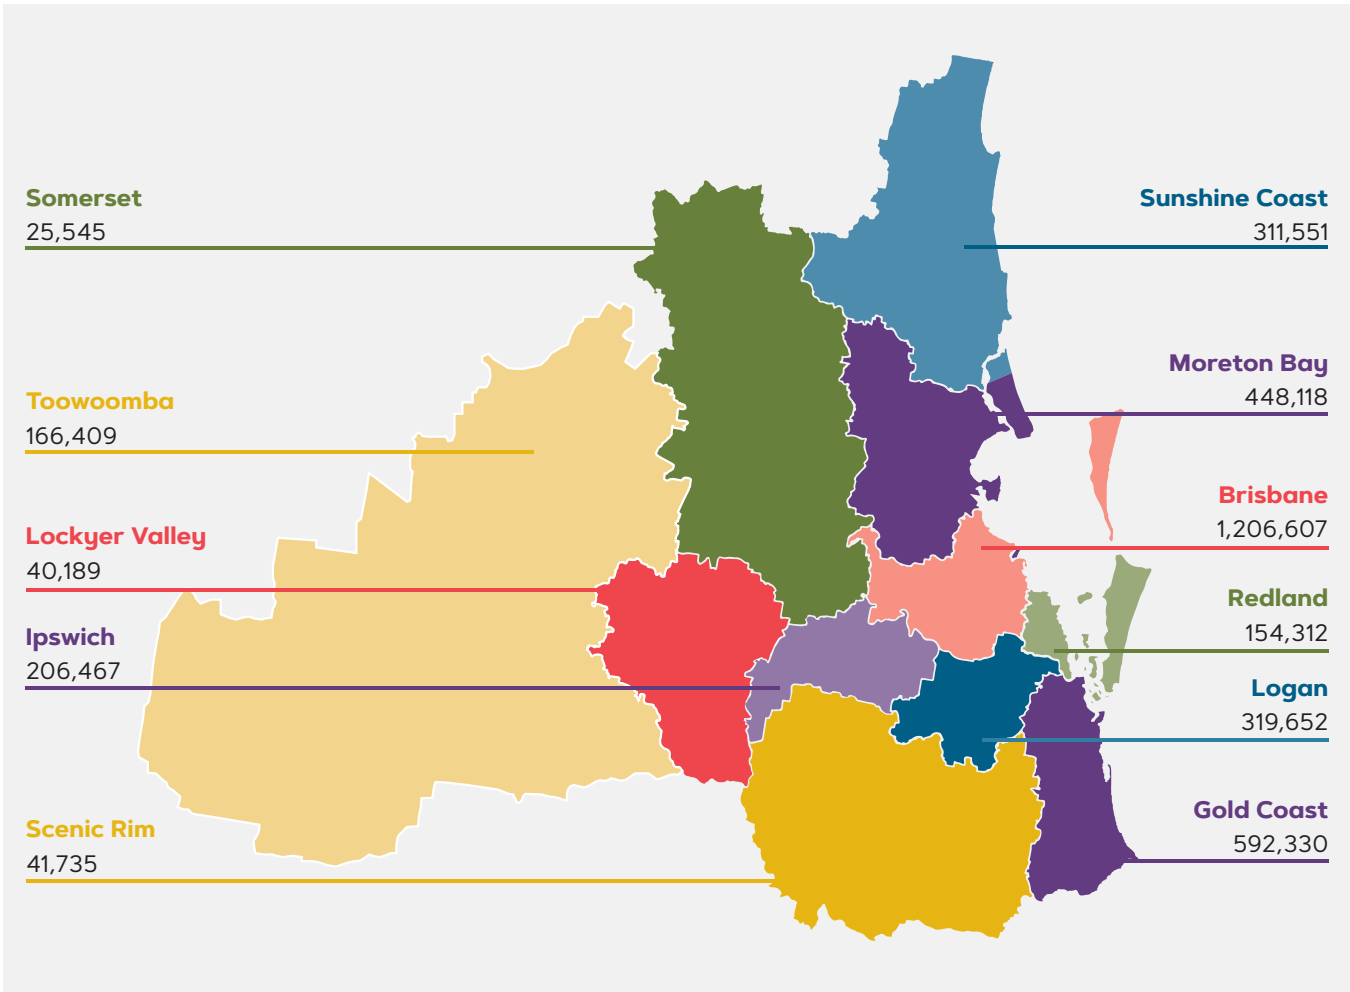 Somerset
25,545
Toowoomba
166,409
Lockyer Valley
40,189
Ipswich
206,467
Scenic Rim
41,735
Sunshine Coast
311,551
Moreton Bay
448,118
Brisbane
1,206,607
Redland
154,312
Logan
319,652
Gold Coast
592,330